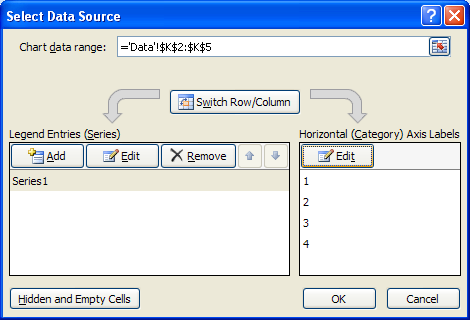 Select Data Source
Chart data range: ='Data'!$K$2:$K$5
Switch Row/Column
Legend Entries (Series)
Horizontal (Category) Axis Labels
Add Edit Remove
Edit
Series1
1
2
3
4
Hidden and Empty Cells
OK Cancel